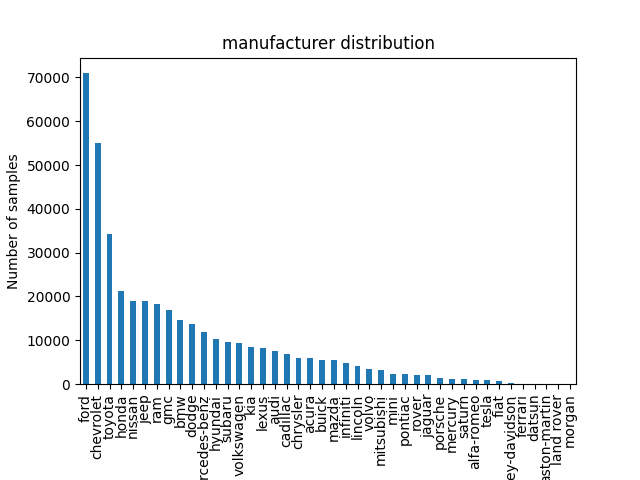 manufacturer distribution
Number of samples
70000
60000
50000
40000
30000
20000
10000
0
ford
chevrolet
toyota
honda
nissan
jeep
ram
gmc
bmw
dodge
rcedes-benz
hyundai
subaru
volkswagen
kia
lexus
audi
cadillac
chrysler
acura
buick
mazda
infiniti
lincoln
volvo
mitsubishi
mini
pontiac
rover
jaguar
porsche
mercury
saturn
alfa-romeo
tesla
fiat
ey-davidson
ferrari
datsun
aston-martin
land rover
morgan